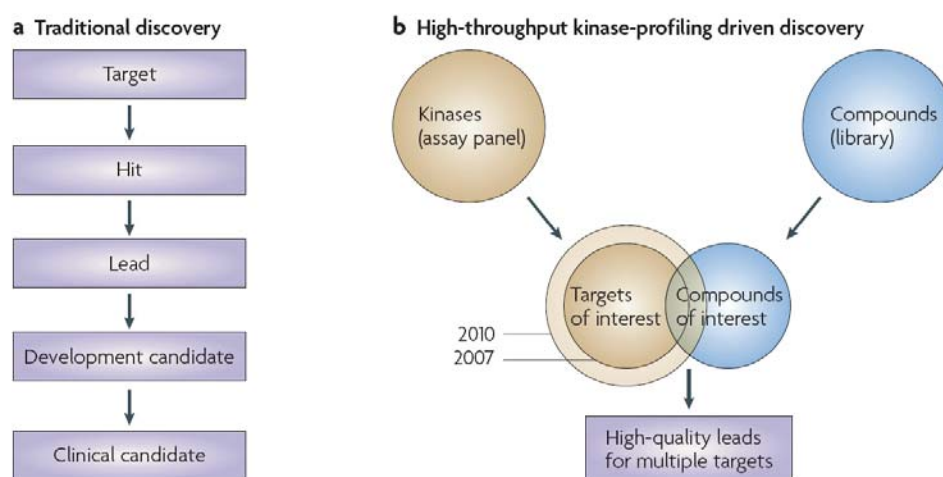 a Traditional discovery
Target
Hit
Lead
Development candidate
Clinical candidate
b High-throughput kinase-profiling driven discovery
Kinases
(assay panel)
Compounds
(library)
Targets
of interest
Compounds
of interest
2010
2007
High-quality leads
for multiple targets